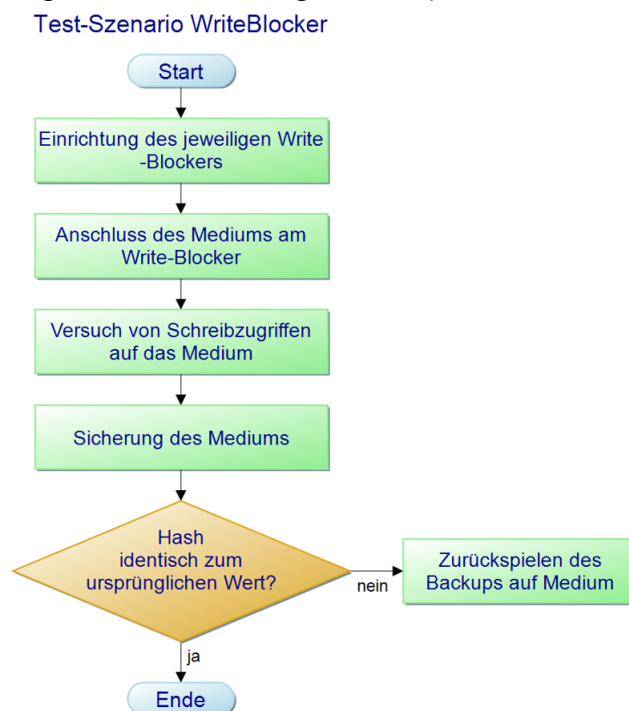 Test-Szenario WriteBlocker
Start
Einrichtung des jeweiligen Write
-Blockers
Anschluss des Mediums am
Write-Blocker
Versuch von Schreibzugriffen
auf das Medium
Sicherung des Mediums
Hash
identisch zum
ursprünglichen Wert?
nein
Zurückspielen des
Backups auf Medium
ja
Ende